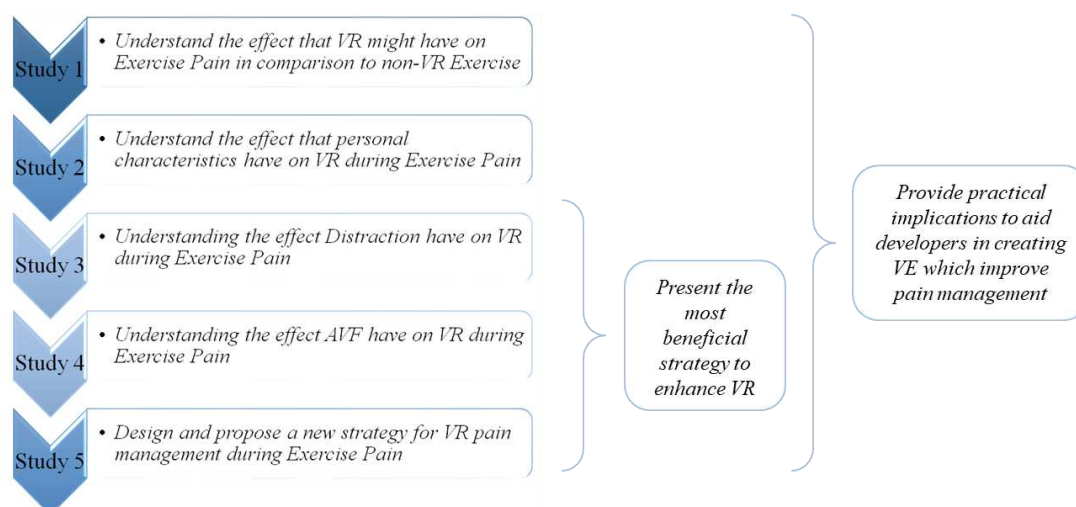 Study 1
• Understand the effect that VR might have on
Exercise Pain in comparison to non-VR Exercise
Study 2
• Understand the effect that personal
characteristics have on VR during Exercise Pain
Study 3
• Understanding the effect Distraction have on VR
during Exercise Pain
Study 4
• Understanding the effect AVF have on VR during
Exercise Pain
Study 5
• Design and propose a new strategy for VR pain
management during Exercise Pain
Present the
most
beneficial
strategy to
enhance VR
Provide practical
implications to aid
developers in creating
VE which improve
pain management